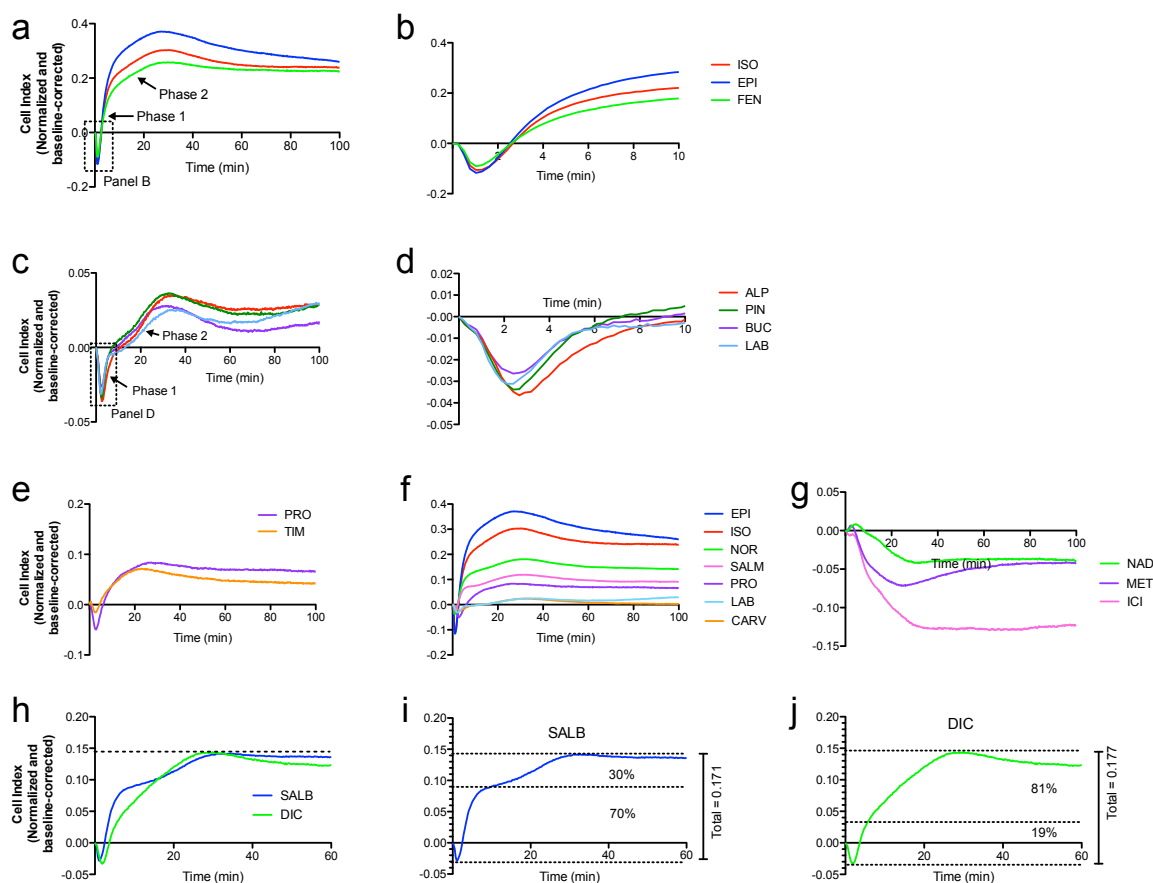 a
Cell Index
(Normalized and
baseline-corrected)
0.4
0.2
0.0
-0.2
20 40 60 80 100
Time (min)
Phase 2
Phase 1
Panel B
b
0.4
0.2
0.0
-0.2
2 4 6 8 10
Time (min)
ISO
EPI
FEN
c
Cell Index
(Normalized and
baseline-corrected)
0.05
0.00
-0.05
20 40 60 80 100
Time (min)
Phase 2
Phase 1
Panel D
d
0.02
0.01
-0.00
-0.01
-0.02
-0.03
-0.04
-0.05
Time (min)
2 4 6 8 10
ALP
PIN
BUC
LAB
e
Cell Index
(Normalized and
baseline-corrected)
0.2
0.1
0.0
0.1
20 40 60 80 100
Time (min)
PRO
TIM
f
0.4
0.3
0.2
0.1
0.0
-0.1
0.2
20 40 60 80 100
Time (min)
EPI
ISO
NOR
SALM
PRO
LAB
CARV
g
0.05
0.00
-0.05
-0.10
-0.15
20 40 60 80 100
Time (min)
NAD
MET
ICI
h
Cell Index
(Normalized and
baseline-corrected)
0.20
0.15
0.10
0.05
0.00
-0.05
20 40 60
Time (min)
SALB
DIC
i
SALB
0.20
0.15
0.10
0.05
0.00
-0.05
30%
70%
Total = 0.171
20 40 60
Time (min)
j
DIC
0.20
0.15
0.10
0.05
0.00
-0.05
81%
19%
Total = 0.177
20 40 60
Time (min)